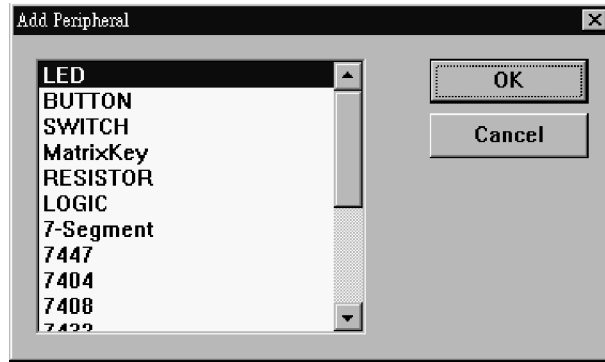 Add Peripheral
LED
BUTTON
SWITCH
MatrixKey
RESISTOR
LOGIC
7-Segment
7447
7404
7408
OK
Cancel